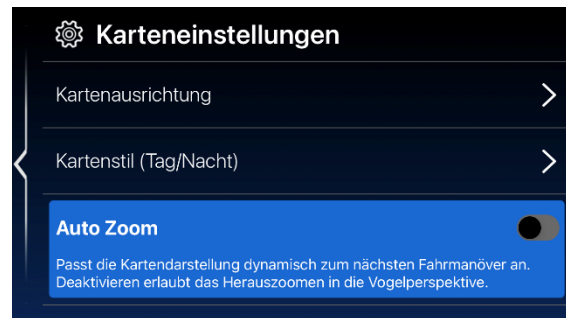 Karteneinstellungen
Kartenausrichtung
Kartenstil (Tag/Nacht)
Auto Zoom
Passt die Kartendarstellung dynamisch zum nächsten Fahrmanöver an.
Deaktivieren erlaubt das Herauszoomen in die Vogelperspektive.